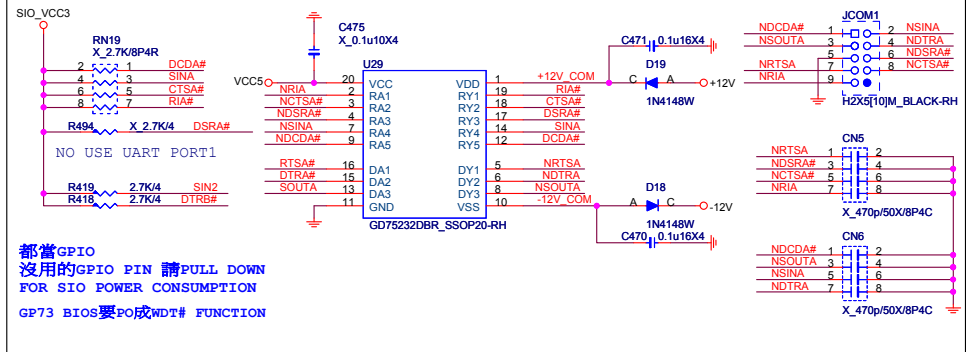 SIO_VCC3
RN19
X_2.7K/8P4R
2 1 DCDA#
4 3 SINA
6 5 CTSA#
8 7 RIA#
R494 X_2.7K/4 DSRA#
NO USE UART PORT1
R419 2.7K/4 SIN2
R418 2.7K/4 DTRB#
都當GPIO
沒用的GPIO PIN 請PULL DOWN
FOR SIO POWER CONSUMPTION
GP73 BIOS要PO成WDT# FUNCTION
C475
X_0.1u10X4
U29
VCC5 20 VCC VDD 1 +12V_COM
NRIA 2 RA1 RY1 19 RIA#
NCTSA# 3 RA2 RY2 18 CTSA#
NDSRA# 4 RA3 RY3 17 DSRA#
NSINA 7 RA4 RY4 14 SINA
NDCDA# 9 RA5 RY5 12 DCDA#
RTSA# 16 DA1 DY1 5 NRTSA
DTRA# 15 DA2 DY2 6 NDTRA
SOUTA 13 DA3 DY3 8 NSOUTA
11 GND VSS 10 -12V_COM
GD75232DBR_SSOP20-RH
C471 0.1u16X4
D19
C A +12V
1N4148W
D18
A C -12V
1N4148W
C470 0.1u16X4
JCOM1
NDCDA# 1 2 NSINA
NSOUTA 3 4 NDTRA
5 6 NDSRA#
NRTSA 7 8 NCTSA#
NRIA 9
H2X5[10]M_BLACK-RH
CN5
NRTSA 1 2
NDSRA# 3 4
NCTSA# 5 6
NRIA 7 8
X_470p/50X/8P4C
CN6
NDCDA# 1 2
NSOUTA 3 4
NSINA 5 6
NDTRA 7 8
X_470p/50X/8P4C